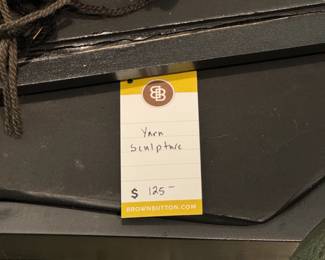 BB
Yarn
Sculpture
$ 125-
BROWNBUTTON.COM